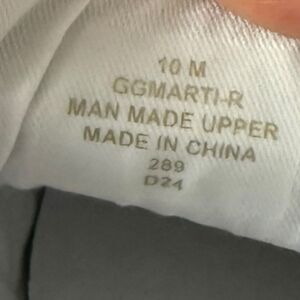 10 M
GGMARTI-R
MAN MADE UPPER
MADE IN CHINA
289
D24